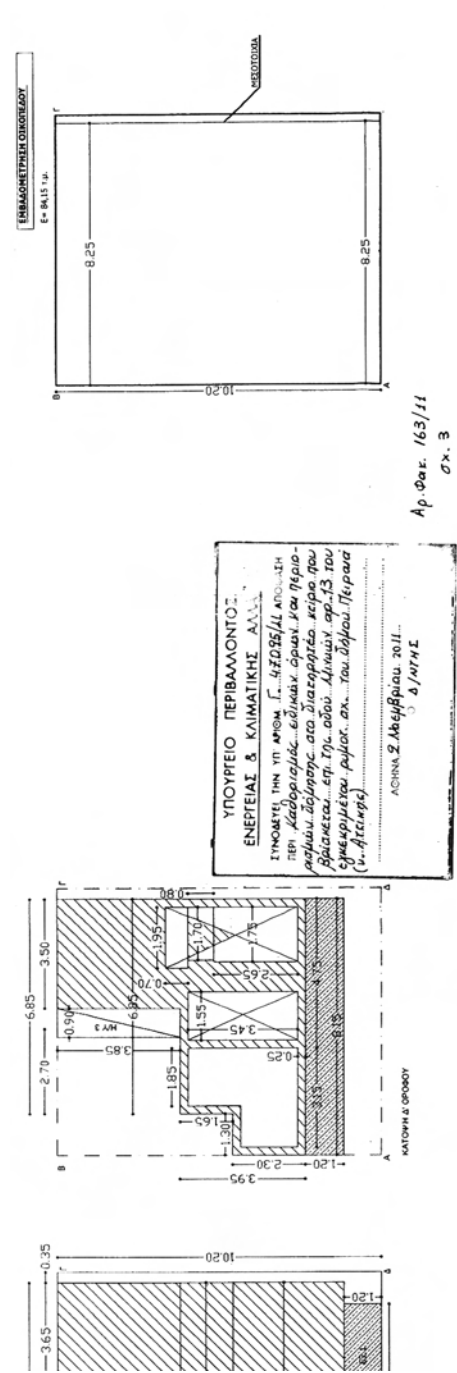 ΕΜΒΑΔΟΜΕΤΡΗΣΗ ΟΙΚΟΠΕΔΟΥ
Ε= 84,15 τ.μ.
Β
Γ
ΜΕΣΟΤΟΙΧΙΑ
8.25
8.25
10.20
Α
Αρ. Φακ. 163/11
σχ. 3
ΥΠΟΥΡΓΕΙΟ ΠΕΡΙΒΑΛΛΟΝΤΟΣ
ΕΝΕΡΓΕΙΑΣ & ΚΛΙΜΑΤΙΚΗΣ
ΣΥΝΟΔΕΥΕΙ ΤΗΝ ΥΠ ΑΡΙΘΜ. ΑΠΟΦΑΣΗ
ΠΕΡΙ Καθορισμός ειδικών όρων και περιο-
ρισμών δόμησης στο διατηρητέο κτίριο που
βρίσκεται επί της οδού αρ. 13 του
εγκεκριμένου ρυμοτ. σχ. του Δήμου Πειραιά
(ν. Αττικής)
ΑΘΗΝΑ 2 Νοεμβρίου 2011
Ο Δ/ΝΤΗΣ
Β
Γ
6.85
2.70
3.50
0.90
Η/Υ 3
3.85
6.85
0.80
1.95
1.70
1.75
0.70
2.65
1.55
3.45
1.85
1.65
1.30
0.25
4.75
3.15
8.15
2.30
1.20
3.95
Α
Δ
ΚΑΤΟΨΗ Δ' ΟΡΟΦΟΥ
3.65
0.35
Γ
10.20
1.20
Δ